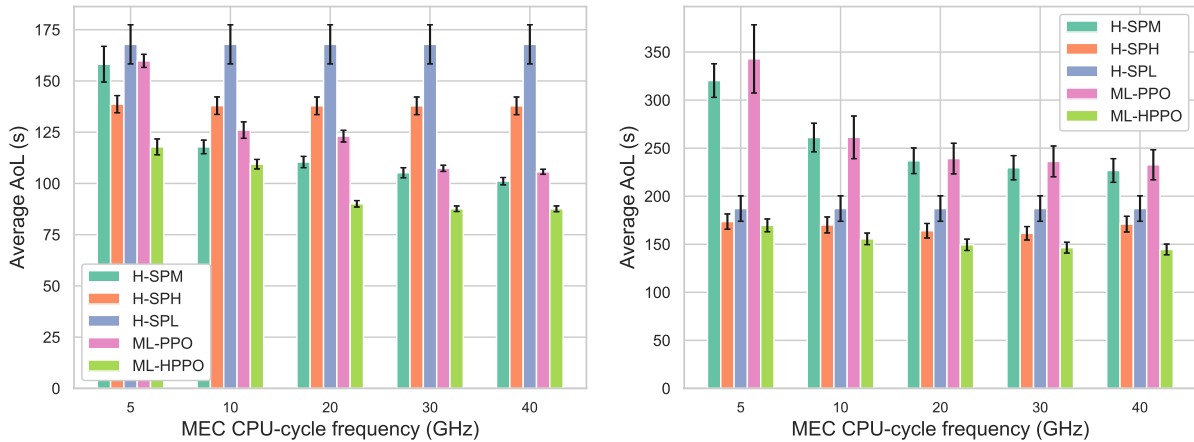 175
150
125
100
75
50
25
0
Average AoL (s)
H-SPM
H-SPH
H-SPL
ML-PPO
ML-HPPO
5 10 20 30 40
MEC CPU-cycle frequency (GHz)
350
300
250
200
150
100
50
0
Average AoL (s)
H-SPM
H-SPH
H-SPL
ML-PPO
ML-HPPO
5 10 20 30 40
MEC CPU-cycle frequency (GHz)